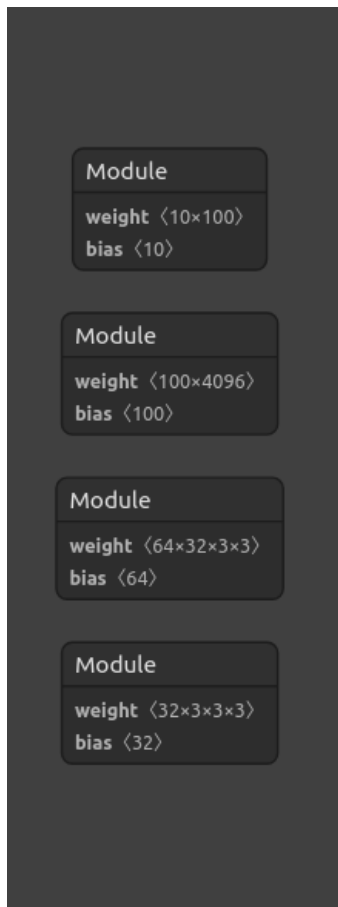 Module
weight 〈10×100〉
bias 〈10〉
Module
weight 〈100×4096〉
bias 〈100〉
Module
weight 〈64×32×3×3〉
bias 〈64〉
Module
weight 〈32×3×3×3〉
bias 〈32〉